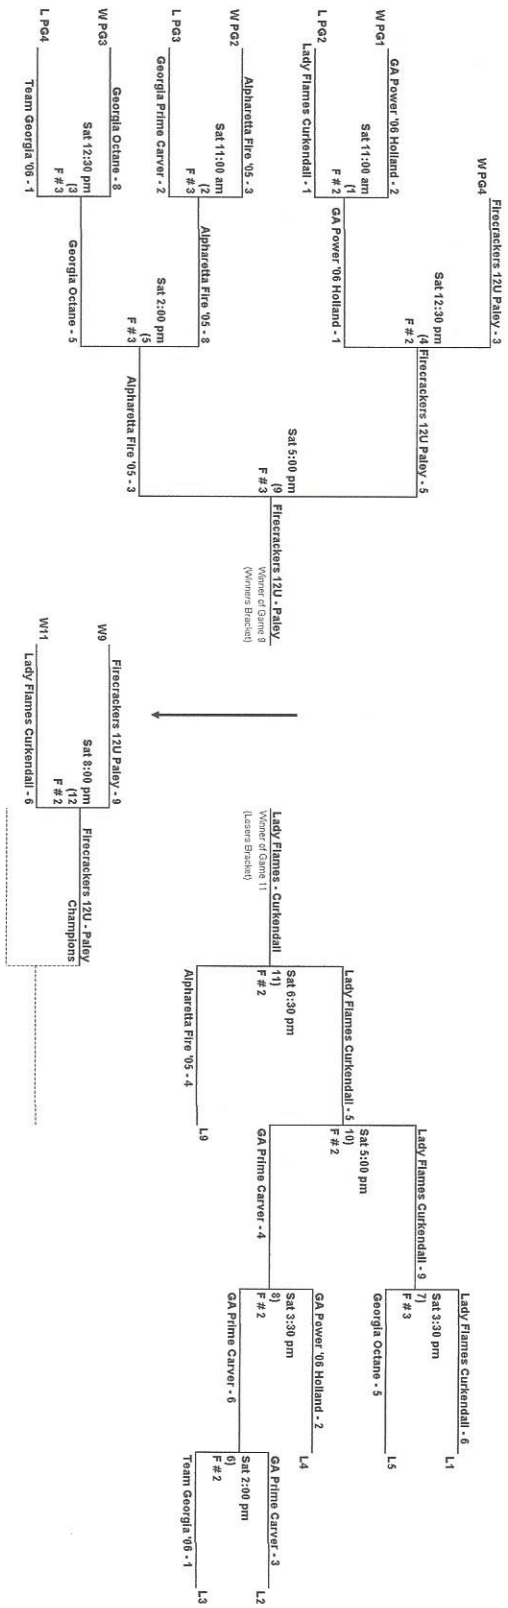 W PG4
Firecrackers 12U Paley - 3
Sat 12:30 pm
(4
F # 2
Firecrackers 12U Paley - 5
W PG1
GA Power '06 Holland - 2
Sat 11:00 am
(1
F # 2
GA Power '06 Holland - 1
L PG2
Lady Flames Curkendall - 1
Sat 5:00 pm
(9
F # 3
Firecrackers 12U - Paley
Winner of Game 9
(Winners Bracket)
W PG2
Alpharetta Fire '05 - 3
Sat 11:00 am
(2
F # 3
Alpharetta Fire '05 - 8
L PG3
Georgia Prime Carver - 2
Sat 2:00 pm
(5
F # 3
Alpharetta Fire '05 - 3
W PG3
Georgia Octane - 8
Sat 12:30 pm
(3
F # 3
Georgia Octane - 5
L PG4
Team Georgia '06 - 1
W9
Firecrackers 12U Paley - 9
Sat 8:00 pm
(12
F # 2
Firecrackers 12U - Paley
Champions
W11
Lady Flames Curkendall - 6
Lady Flames - Curkendall
Winner of Game 11
(Losers Bracket)
Sat 6:30 pm
11)
F # 2
Alpharetta Fire '05 - 4
L9
Lady Flames Curkendall - 5
Sat 5:00 pm
10)
F # 2
GA Prime Carver - 4
Lady Flames Curkendall - 9
Sat 3:30 pm
7)
F # 3
Lady Flames Curkendall - 6
L1
Georgia Octane - 5
L5
Sat 3:30 pm
8)
F # 2
GA Power '06 Holland - 2
L4
GA Prime Carver - 6
Sat 2:00 pm
6)
F # 2
GA Prime Carver - 3
L2
Team Georgia '06 - 1
L3